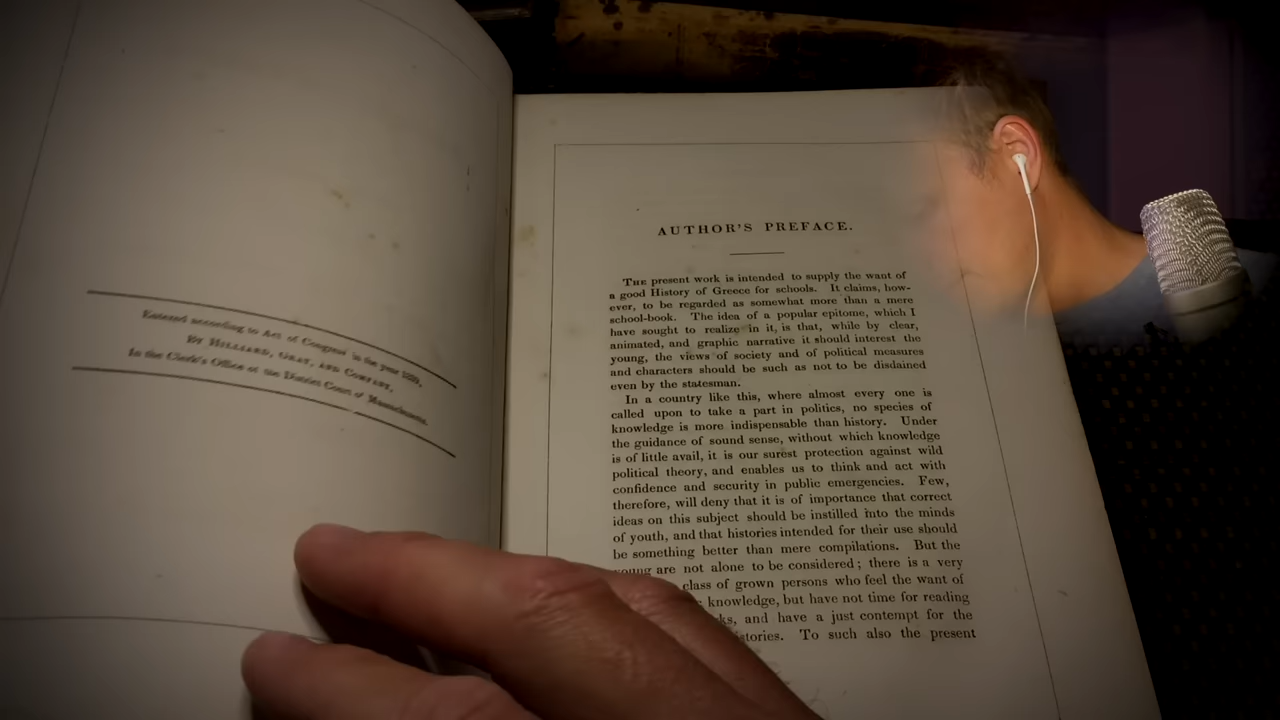 Entered according to Act of Congress in the year
By Hilliard, Gray, and Company,
In the Clerk's Office of the District Court of Massachusetts.
AUTHOR'S PREFACE.
The present work is intended to supply the want of
a good History of Greece for schools. It claims, how-
ever, to be regarded as somewhat more than a mere
school-book. The idea of a popular epitome, which I
have sought to realize in it, is that, while by clear,
animated, and graphic narrative it should interest the
young, the views of society and of political measures
and characters should be such as not to be disdained
even by the statesman.
In a country like this, where almost every one is
called upon to take a part in politics, no species of
knowledge is more indispensable than history. Under
the guidance of sound sense, without which knowledge
is of little avail, it is our surest protection against wild
political theory, and enables us to think and act with
confidence and security in public emergencies. Few,
therefore, will deny that it is of importance that correct
ideas on this subject should be instilled into the minds
of youth, and that histories intended for their use should
be something better than mere compilations. But the
young are not alone to be considered; there is a very
class of grown persons who feel the want of
knowledge, but have not time for reading
and have a just contempt for the
To such also the present